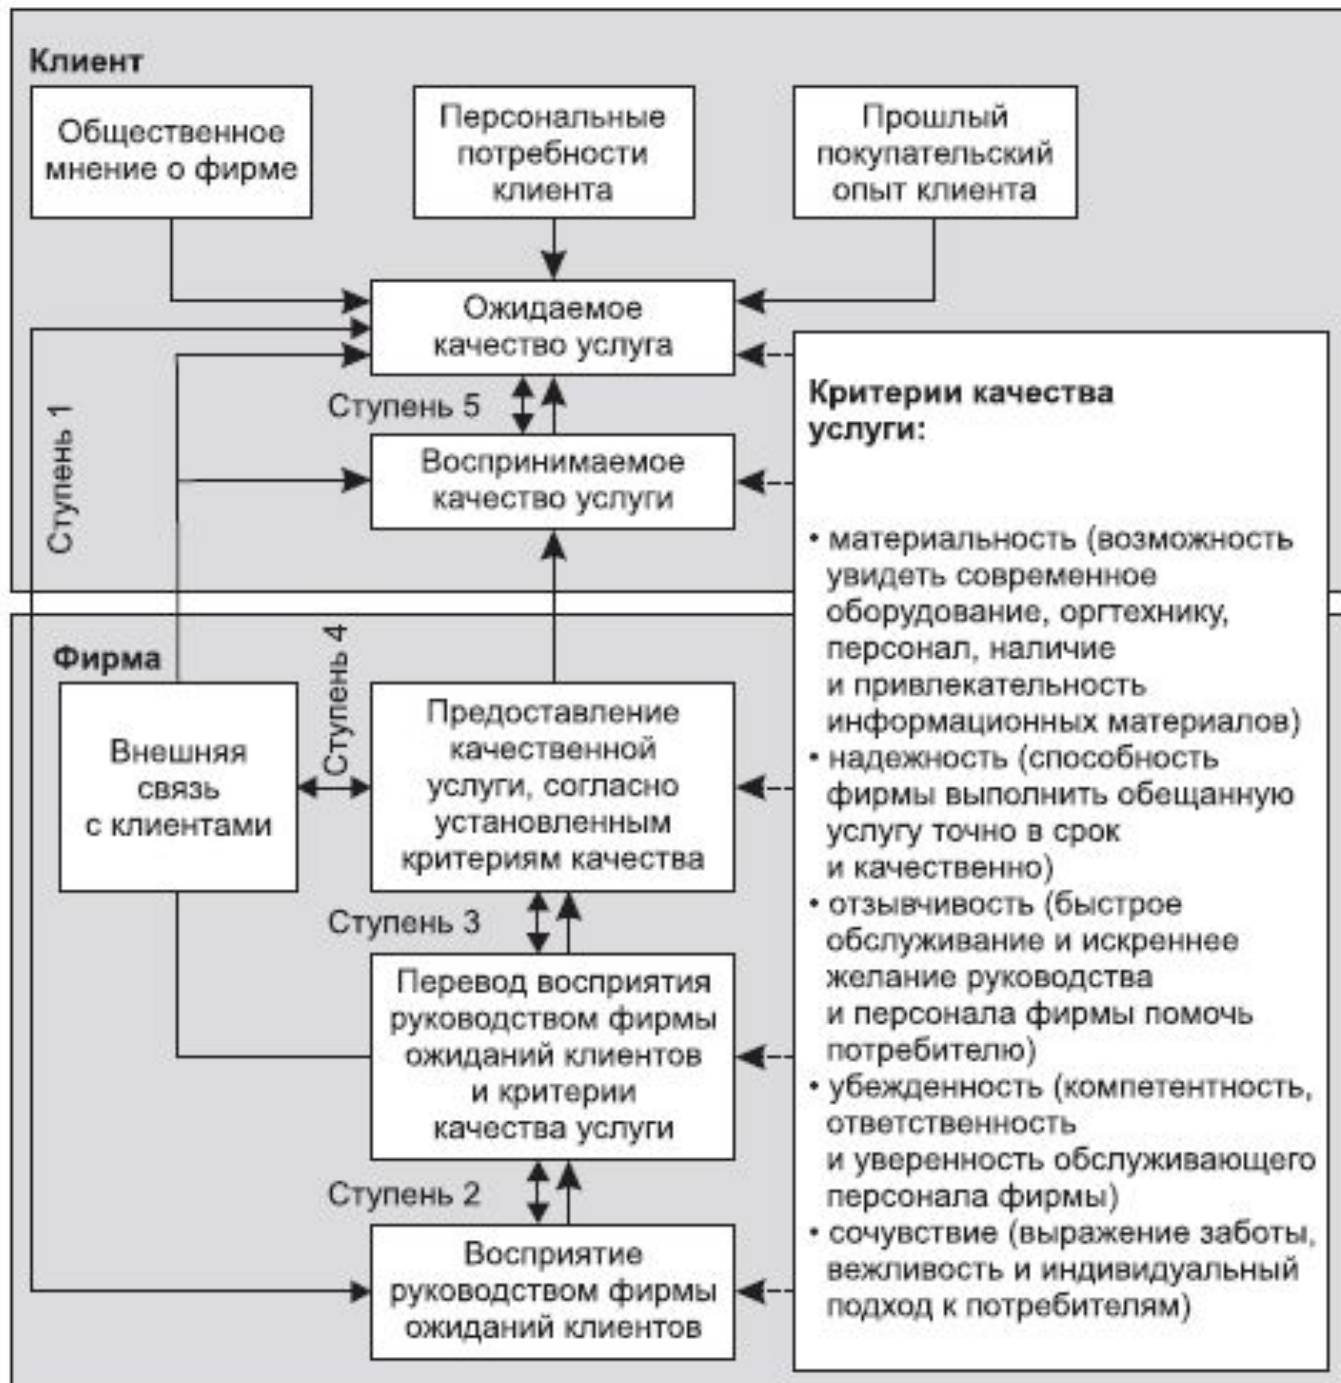 Клиент
Общественное
мнение о фирме
Персональные
потребности
клиента
Прошлый
покупательский
опыт клиента
Ожидаемое
качество услуга
Ступень 5
Воспринимаемое
качество услуги
Ступень 1
Фирма
Ступень 4
Внешняя
связь
с клиентами
Предоставление
качественной
услуги, согласно
установленным
критериям качества
Ступень 3
Перевод восприятия
руководством фирмы
ожиданий клиентов
и критерии
качества услуги
Ступень 2
Восприятие
руководством фирмы
ожиданий клиентов
Критерии качества
услуги:
• материальность (возможность
увидеть современное
оборудование, оргтехнику,
персонал, наличие
и привлекательность
информационных материалов)
• надежность (способность
фирмы выполнить обещанную
услугу точно в срок
и качественно)
• отзывчивость (быстрое
обслуживание и искреннее
желание руководства
и персонала фирмы помочь
потребителю)
• убежденность (компетентность,
ответственность
и уверенность обслуживающего
персонала фирмы)
• сочувствие (выражение заботы,
вежливость и индивидуальный
подход к потребителям)